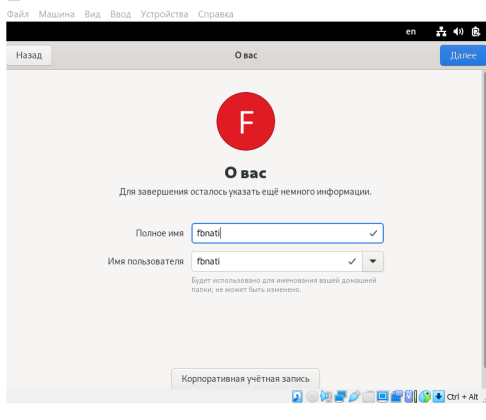 Файл Машина Вид Ввод Устройства Справка
en
Назад О вас Далее
F
О вас
Для завершения осталось указать ещё немного информации.
Полное имя fbnati
Имя пользователя fbnati
Будет использовано для именования вашей домашней
папки; не может быть изменено.
Корпоративная учётная запись
Ctrl + Alt